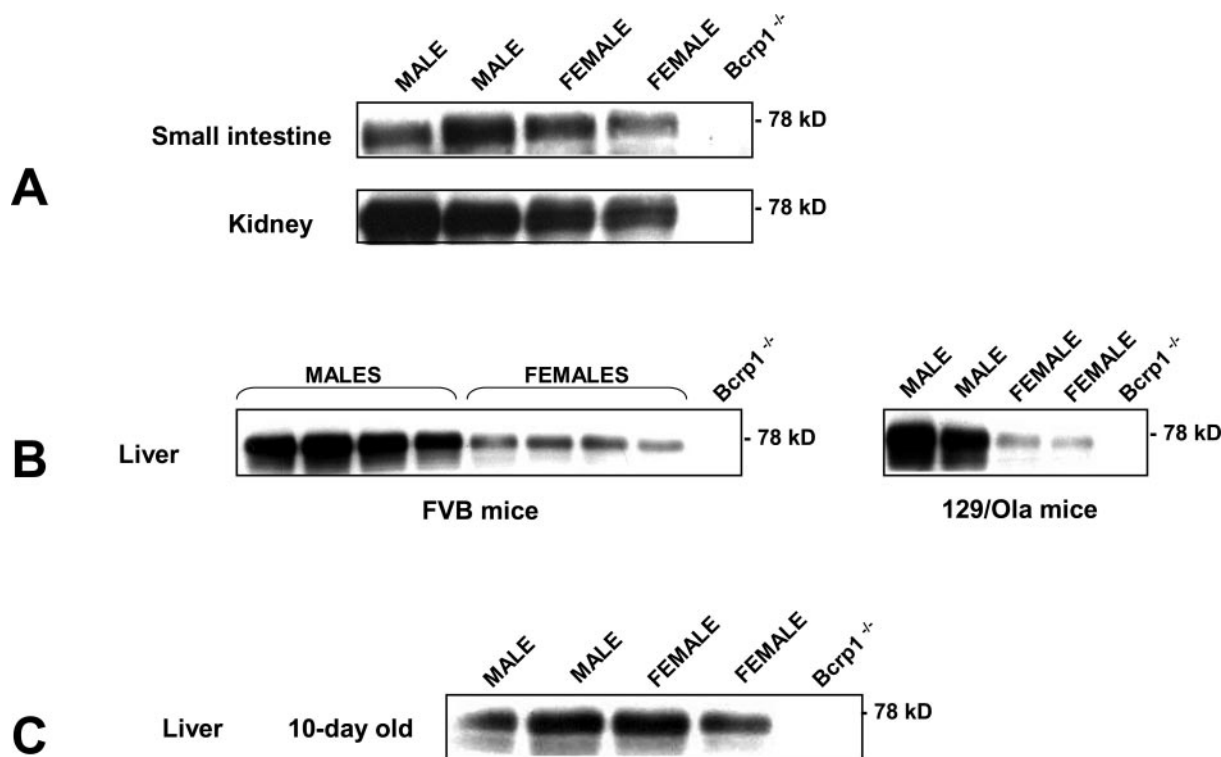 A
MALE MALE FEMALE FEMALE Bcrp1 -/-
Small intestine - 78 kD
Kidney - 78 kD
B
MALES FEMALES Bcrp1 -/-
Liver - 78 kD
FVB mice
MALE MALE FEMALE FEMALE Bcrp1 -/-
- 78 kD
129/Ola mice
C
MALE MALE FEMALE FEMALE Bcrp1 -/-
Liver 10-day old - 78 kD